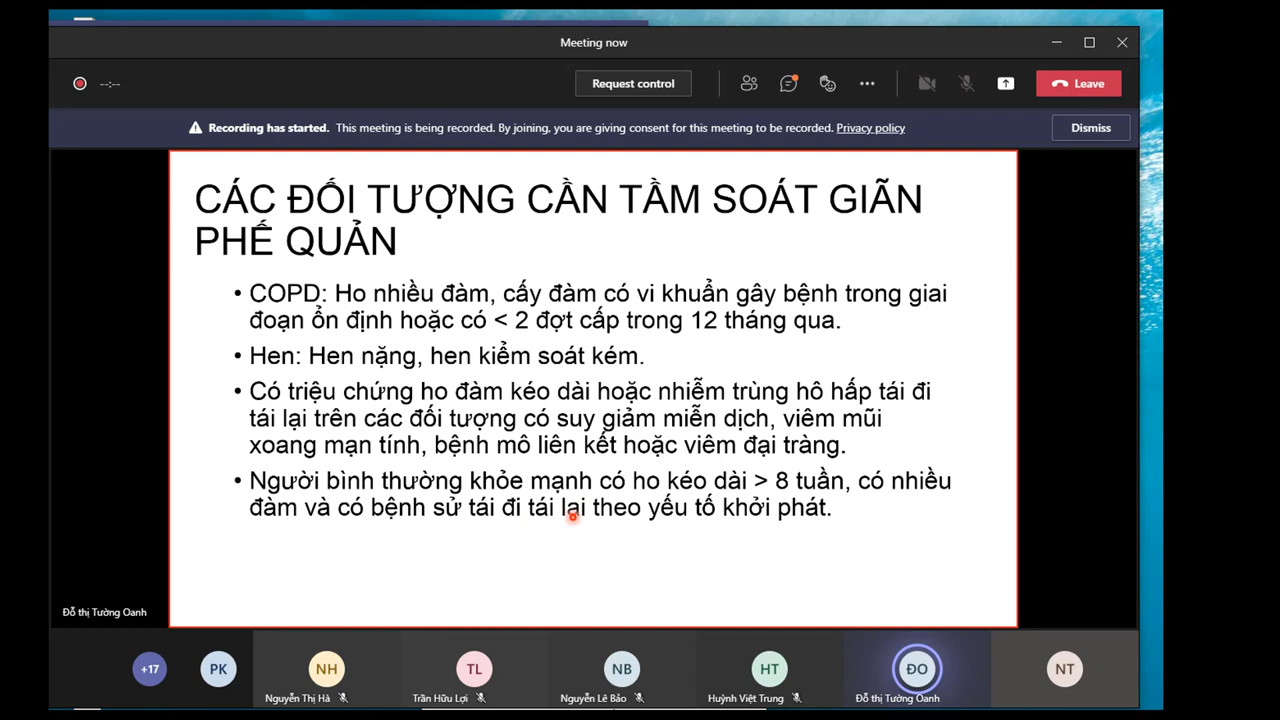 Meeting now
--:--
Request control
Leave
Recording has started. This meeting is being recorded. By joining, you are giving consent for this meeting to be recorded. Privacy policy
Dismiss
CÁC ĐỐI TƯỢNG CẦN TẦM SOÁT GIÃN
PHẾ QUẢN
• COPD: Ho nhiều đàm, cấy đàm có vi khuẩn gây bệnh trong giai
đoạn ổn định hoặc có < 2 đợt cấp trong 12 tháng qua.
• Hen: Hen nặng, hen kiểm soát kém.
• Có triệu chứng ho đàm kéo dài hoặc nhiễm trùng hô hấp tái đi
tái lại trên các đối tượng có suy giảm miễn dịch, viêm mũi
xoang mạn tính, bệnh mô liên kết hoặc viêm đại tràng.
• Người bình thường khỏe mạnh có ho kéo dài > 8 tuần, có nhiều
đàm và có bệnh sử tái đi tái lại theo yếu tố khởi phát.
Đỗ thị Tường Oanh
+17 PK NH TL NB HT ĐO NT
Nguyễn Thị Hà Trần Hữu Lợi Nguyễn Lê Bảo Huỳnh Việt Trung Đỗ thị Tường Oanh